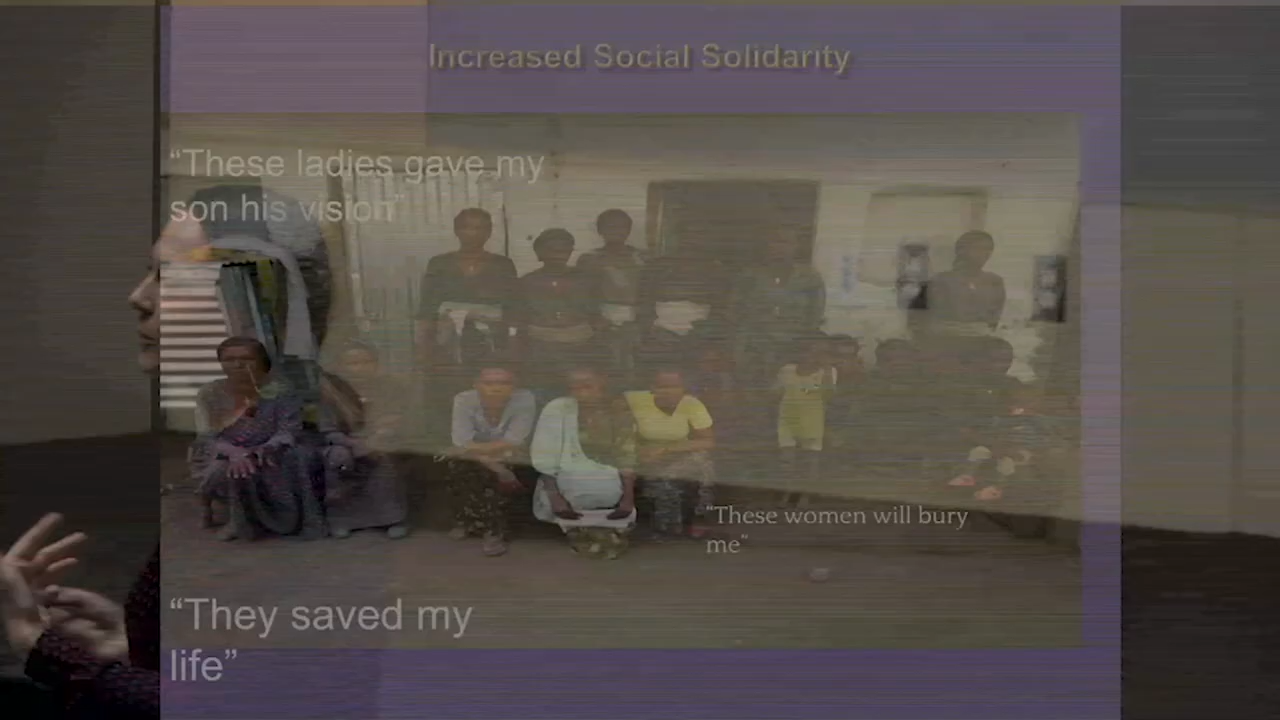 Increased Social Solidarity
“These ladies gave my
son his vision”
"These women will bury
me"
“They saved my
life”